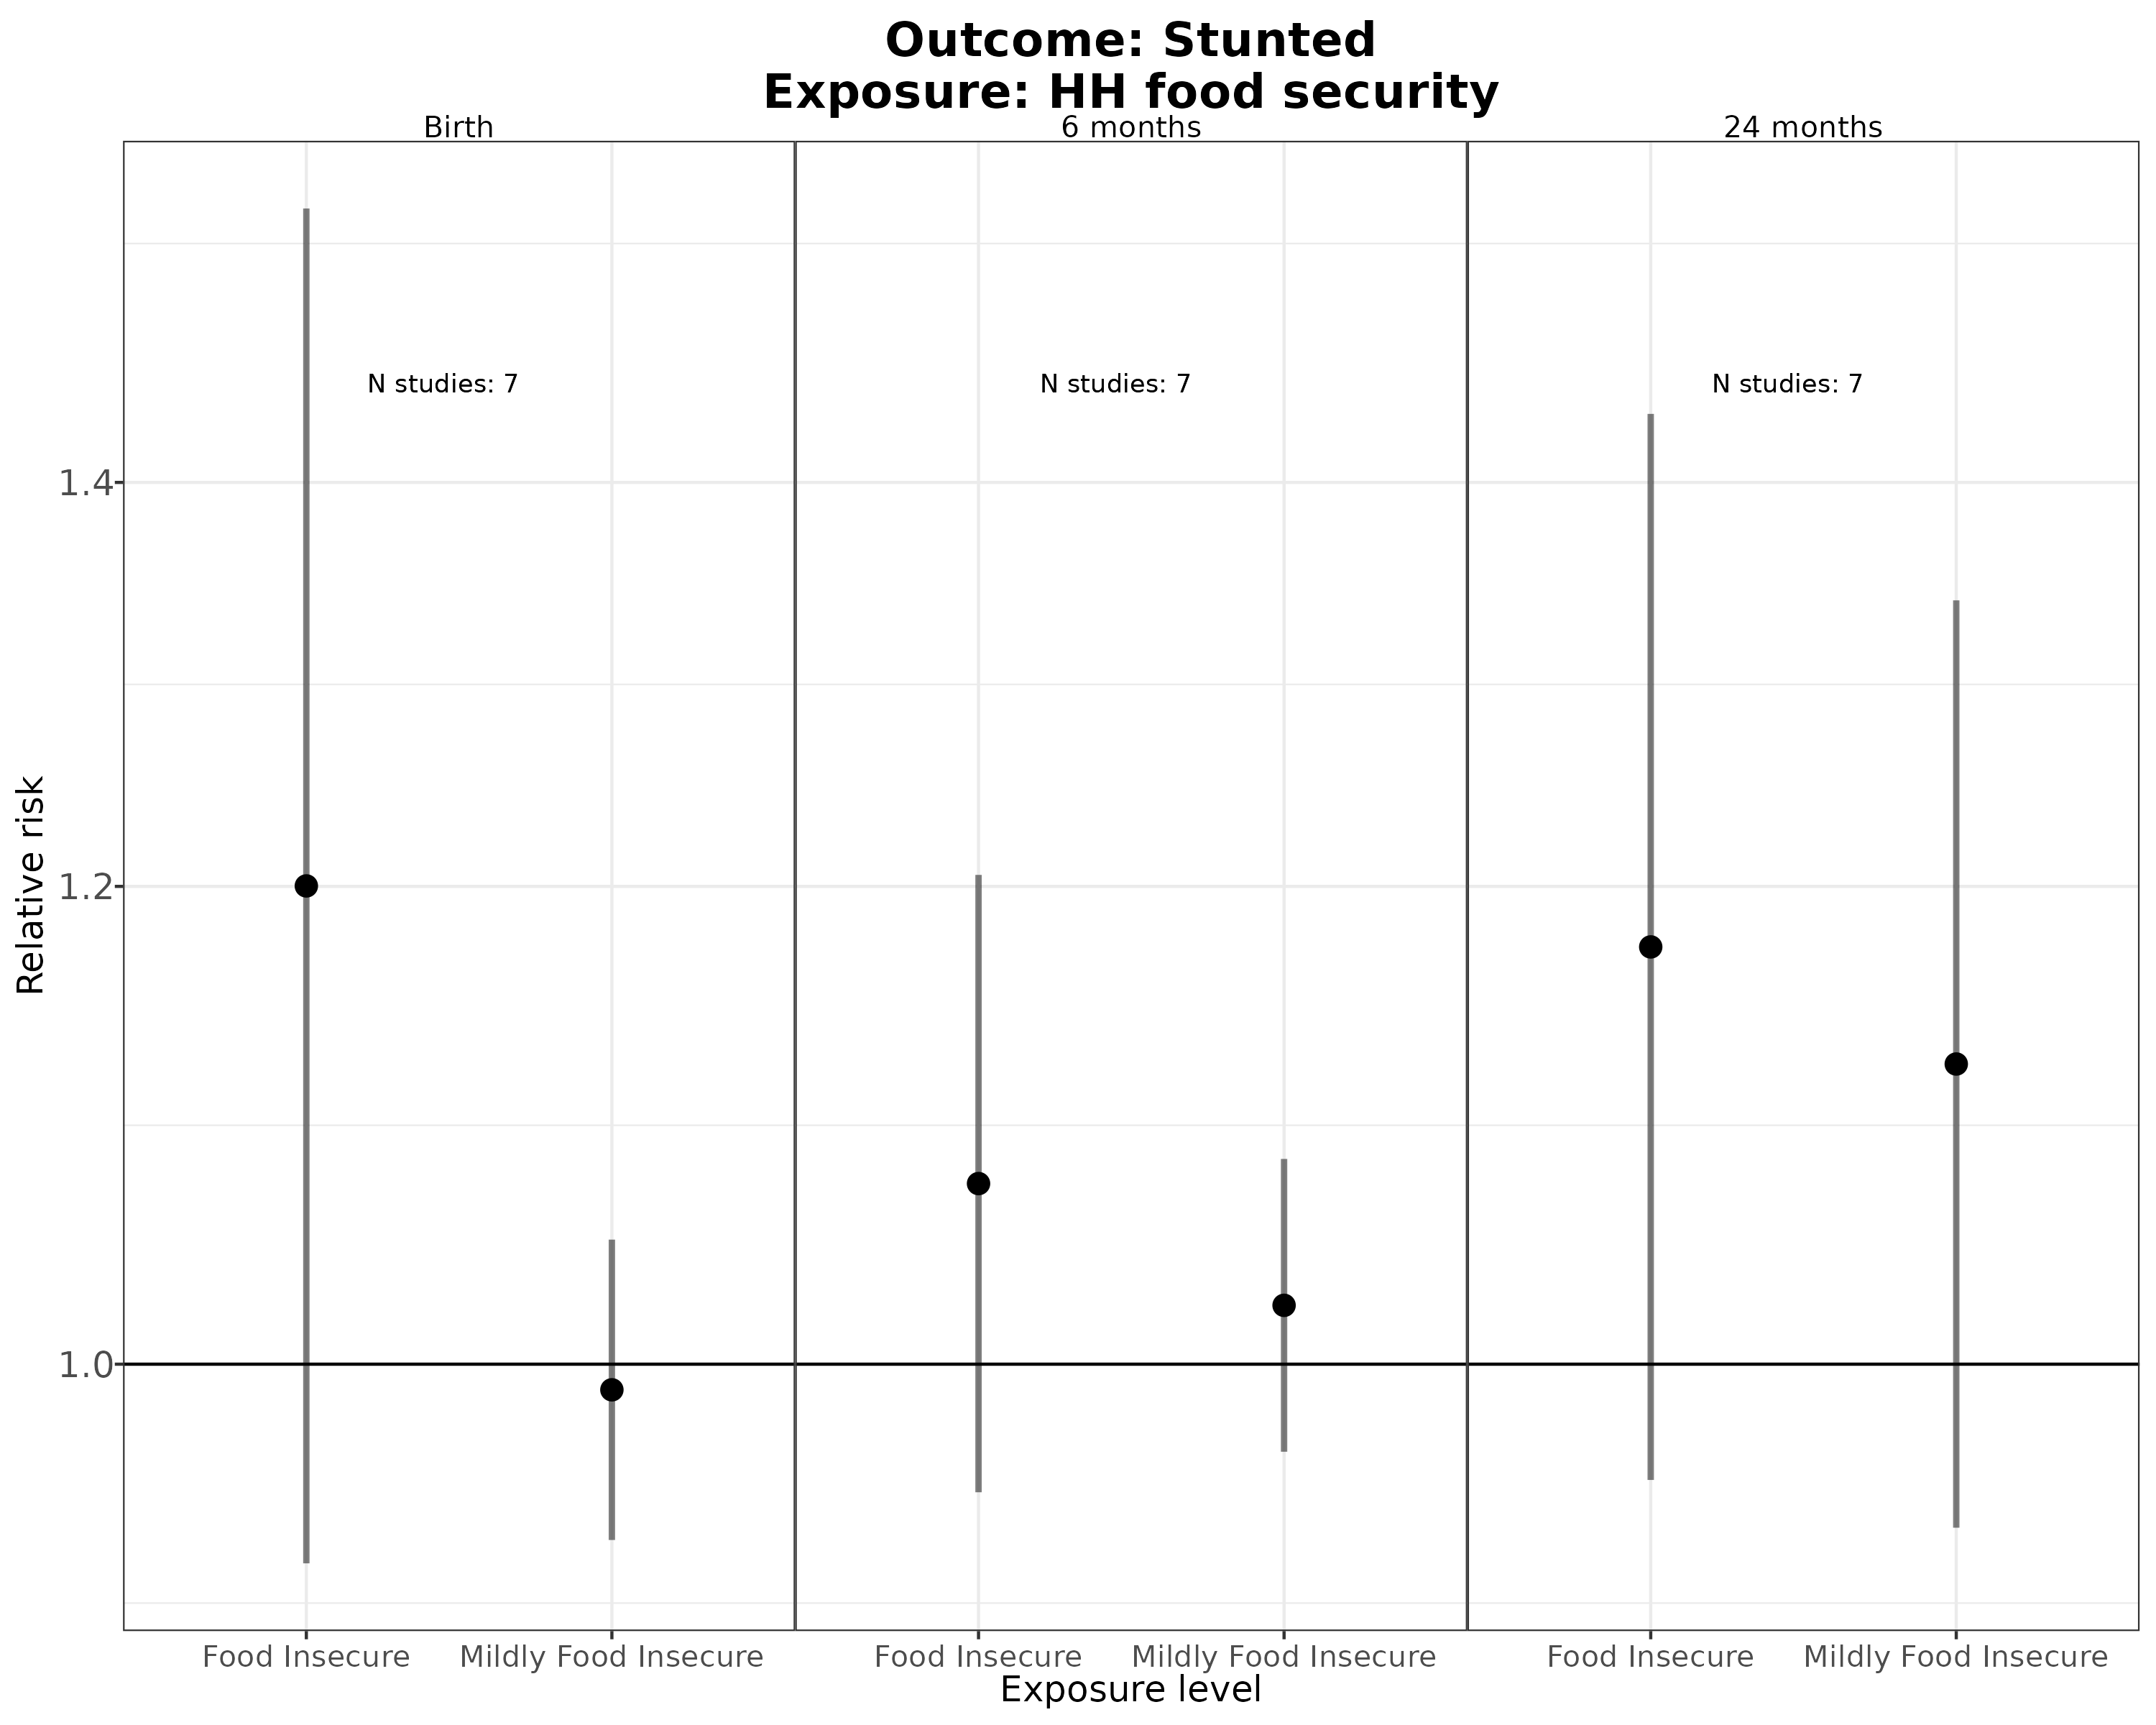 Outcome: Stunted
Exposure: HH food security
Birth
6 months
24 months
N studies: 7
N studies: 7
N studies: 7
1.4
1.2
1.0
Relative risk
Food Insecure
Mildly Food Insecure
Food Insecure
Mildly Food Insecure
Food Insecure
Mildly Food Insecure
Exposure level